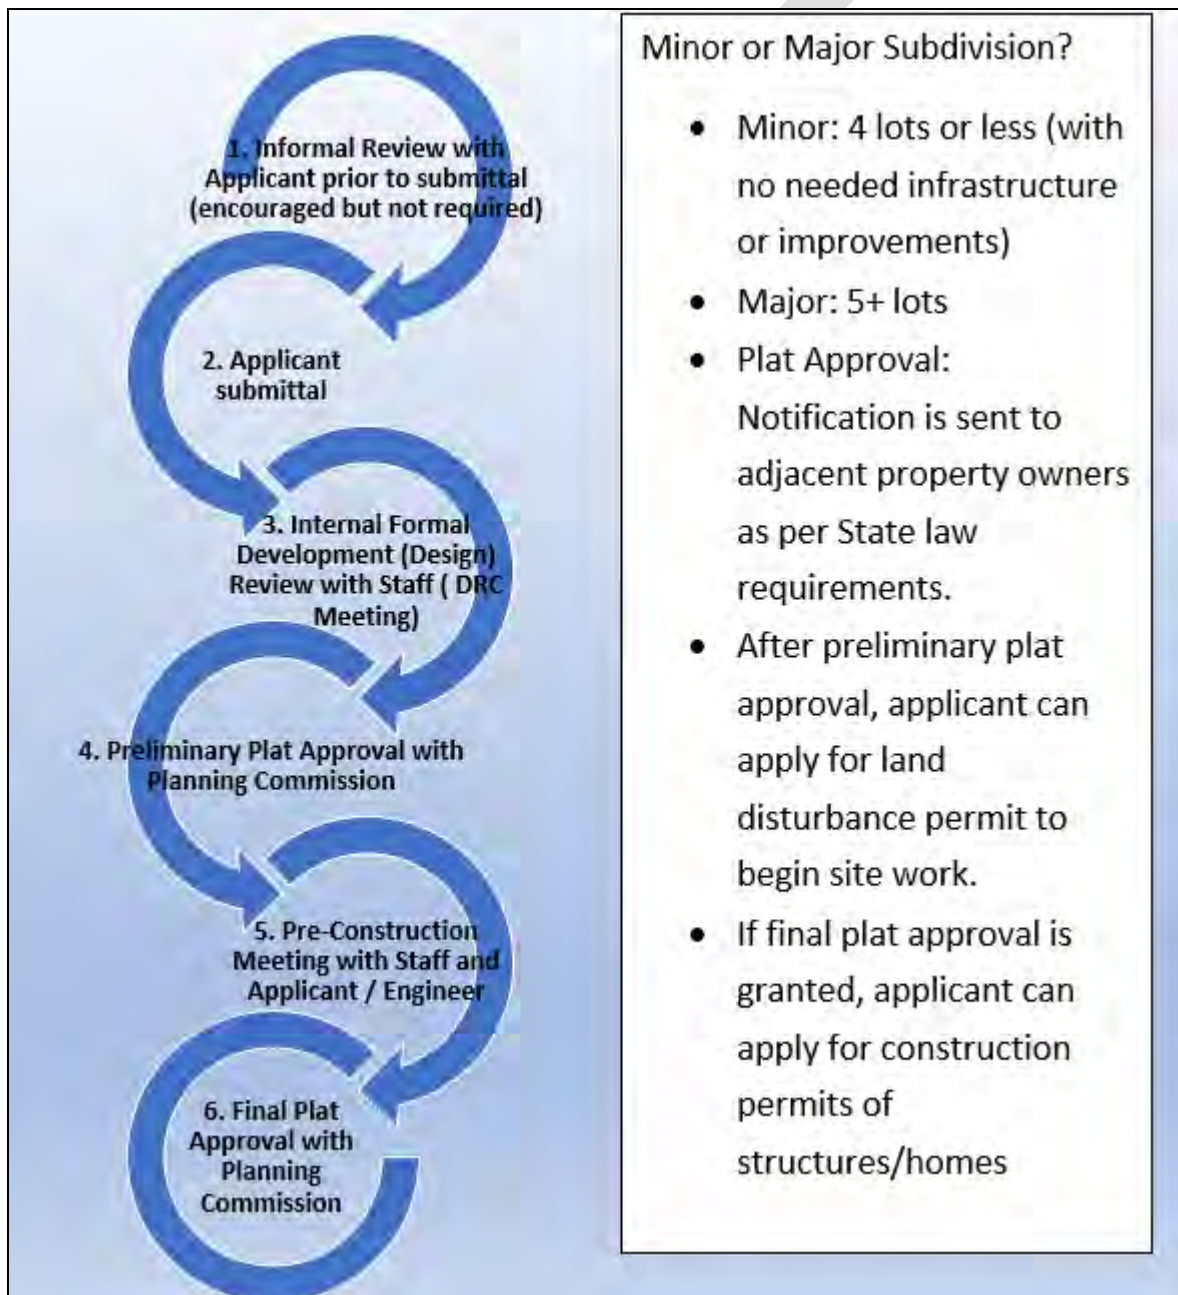 1. Informal Review with
Applicant prior to submittal
(encouraged but not required)
2. Applicant
submittal
3. Internal Formal
Development (Design)
Review with Staff ( DRC
Meeting)
4. Preliminary Plat Approval with
Planning Commission
5. Pre-Construction
Meeting with Staff and
Applicant / Engineer
6. Final Plat
Approval with
Planning
Commission
Minor or Major Subdivision?
• Minor: 4 lots or less (with
no needed infrastructure
or improvements)
• Major: 5+ lots
• Plat Approval:
Notification is sent to
adjacent property owners
as per State law
requirements.
• After preliminary plat
approval, applicant can
apply for land
disturbance permit to
begin site work.
• If final plat approval is
granted, applicant can
apply for construction
permits of
structures/homes